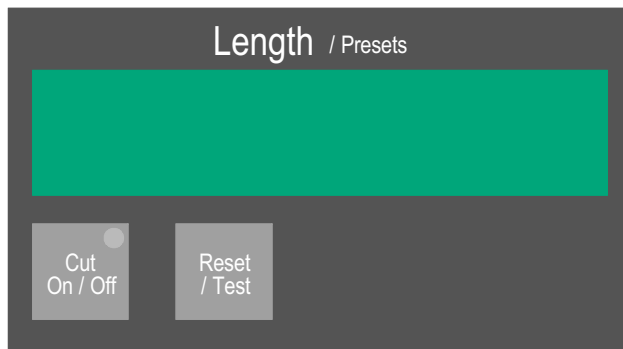 Length / Presets
Cut
On / Off
Reset
/ Test